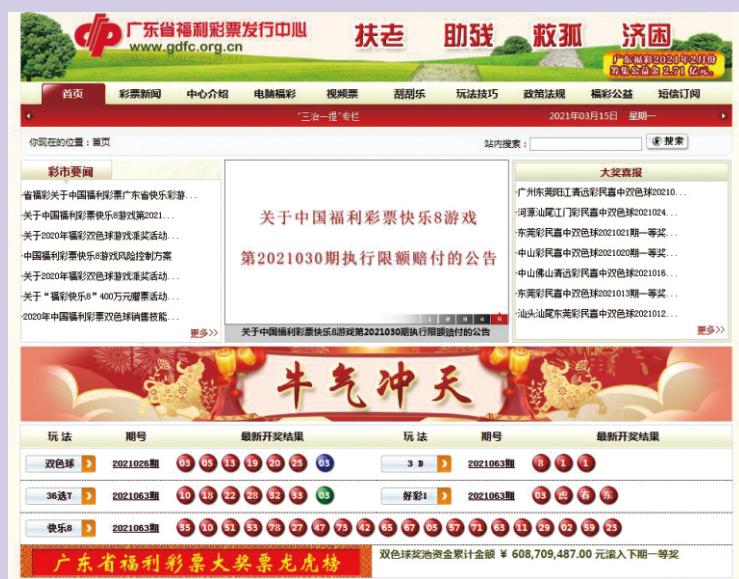 广东省福利彩票发行中心
www.gdfc.org.cn
扶老 助残 救孤 济困
广东福彩2021年2月份
筹集公益金2.71亿元。
首页 彩票新闻 中心介绍 电脑福彩 视频票 刮刮乐 玩法技巧 政策法规 福彩公益 短信订阅
“三治一提”专栏 2021年03月15日 星期一
你现在的位置：首页 站内搜索： 搜索
彩市要闻
·省福彩关于中国福利彩票广东省快乐彩游...
·关于中国福利彩票快乐8游戏第2021...
·关于2020年福彩双色球游戏派奖活动...
·中国福利彩票快乐8游戏风险控制方案
·关于2020年福彩双色球游戏派奖活动...
·关于“福彩快乐8”400万元赠票活动...
·2020年中国福利彩票双色球销售技能...
更多>>
关于中国福利彩票快乐8游戏
第2021030期执行限额赔付的公告
1 2 3 4 5
关于中国福利彩票快乐8游戏第2021030期执行限额赔付的公告
大奖喜报
·广州东莞阳江清远彩民喜中双色球20210...
·河源汕尾江门彩民喜中双色球2021024...
·东莞彩民喜中双色球2021021期一等奖...
·中山彩民喜中双色球2021020期一等奖...
·中山佛山清远彩民喜中双色球2021016...
·东莞彩民喜中双色球2021013期一等奖...
·汕头汕尾东莞彩民喜中双色球2021012...
更多>>
牛气冲天
玩法 期号 最新开奖结果 玩法 期号 最新开奖结果
双色球 2021026期 03 05 13 19 20 25 03 3D 2021063期 8 1 1
36选7 2021063期 10 18 22 28 32 33 03 好彩1 2021063期 03 虎 春 东
快乐8 2021063期 35 10 51 53 78 27 47 73 42 65 67 05 57 71 63 11 29 02 59 23
广东省福利彩票大奖票龙虎榜 双色球奖池资金累计金额 ¥ 608,709,487.00 元滚入下期一等奖